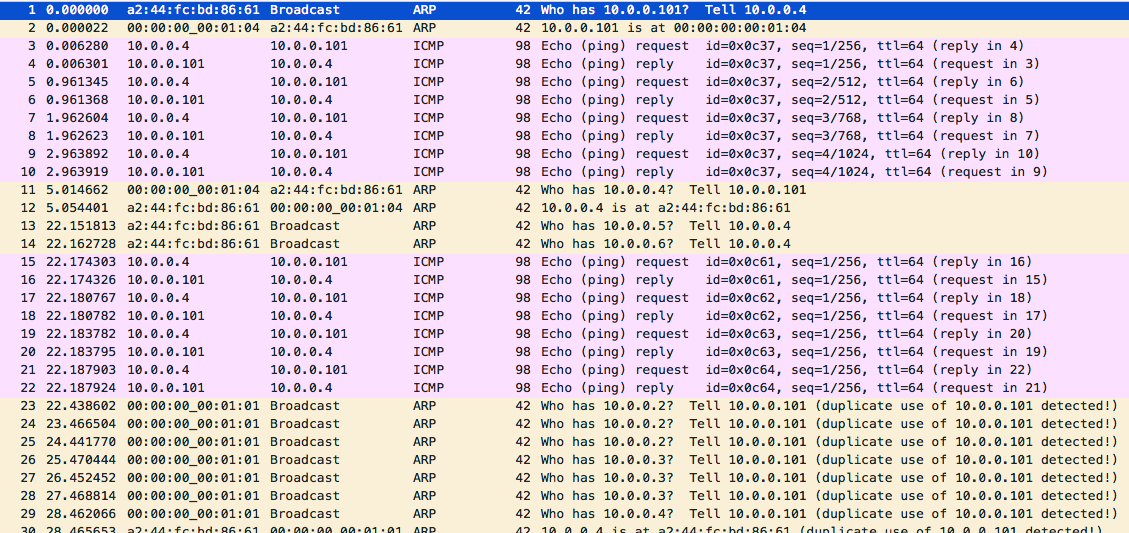 1 0.000000 a2:44:fc:bd:86:61 Broadcast ARP 42 Who has 10.0.0.101? Tell 10.0.0.4
2 0.000022 00:00:00_00:01:04 a2:44:fc:bd:86:61 ARP 42 10.0.0.101 is at 00:00:00:00:01:04
3 0.006280 10.0.0.4 10.0.0.101 ICMP 98 Echo (ping) request id=0x0c37, seq=1/256, ttl=64 (reply in 4)
4 0.006301 10.0.0.101 10.0.0.4 ICMP 98 Echo (ping) reply id=0x0c37, seq=1/256, ttl=64 (request in 3)
5 0.961345 10.0.0.4 10.0.0.101 ICMP 98 Echo (ping) request id=0x0c37, seq=2/512, ttl=64 (reply in 6)
6 0.961368 10.0.0.101 10.0.0.4 ICMP 98 Echo (ping) reply id=0x0c37, seq=2/512, ttl=64 (request in 5)
7 1.962604 10.0.0.4 10.0.0.101 ICMP 98 Echo (ping) request id=0x0c37, seq=3/768, ttl=64 (reply in 8)
8 1.962623 10.0.0.101 10.0.0.4 ICMP 98 Echo (ping) reply id=0x0c37, seq=3/768, ttl=64 (request in 7)
9 2.963892 10.0.0.4 10.0.0.101 ICMP 98 Echo (ping) request id=0x0c37, seq=4/1024, ttl=64 (reply in 10)
10 2.963919 10.0.0.101 10.0.0.4 ICMP 98 Echo (ping) reply id=0x0c37, seq=4/1024, ttl=64 (request in 9)
11 5.014662 00:00:00_00:01:04 a2:44:fc:bd:86:61 ARP 42 Who has 10.0.0.4? Tell 10.0.0.101
12 5.054401 a2:44:fc:bd:86:61 00:00:00_00:01:04 ARP 42 10.0.0.4 is at a2:44:fc:bd:86:61
13 22.151813 a2:44:fc:bd:86:61 Broadcast ARP 42 Who has 10.0.0.5? Tell 10.0.0.4
14 22.162728 a2:44:fc:bd:86:61 Broadcast ARP 42 Who has 10.0.0.6? Tell 10.0.0.4
15 22.174303 10.0.0.4 10.0.0.101 ICMP 98 Echo (ping) request id=0x0c61, seq=1/256, ttl=64 (reply in 16)
16 22.174326 10.0.0.101 10.0.0.4 ICMP 98 Echo (ping) reply id=0x0c61, seq=1/256, ttl=64 (request in 15)
17 22.180767 10.0.0.4 10.0.0.101 ICMP 98 Echo (ping) request id=0x0c62, seq=1/256, ttl=64 (reply in 18)
18 22.180782 10.0.0.101 10.0.0.4 ICMP 98 Echo (ping) reply id=0x0c62, seq=1/256, ttl=64 (request in 17)
19 22.183782 10.0.0.4 10.0.0.101 ICMP 98 Echo (ping) request id=0x0c63, seq=1/256, ttl=64 (reply in 20)
20 22.183795 10.0.0.101 10.0.0.4 ICMP 98 Echo (ping) reply id=0x0c63, seq=1/256, ttl=64 (request in 19)
21 22.187903 10.0.0.4 10.0.0.101 ICMP 98 Echo (ping) request id=0x0c64, seq=1/256, ttl=64 (reply in 22)
22 22.187924 10.0.0.101 10.0.0.4 ICMP 98 Echo (ping) reply id=0x0c64, seq=1/256, ttl=64 (request in 21)
23 22.438602 00:00:00_00:01:01 Broadcast ARP 42 Who has 10.0.0.2? Tell 10.0.0.101 (duplicate use of 10.0.0.101 detected!)
24 23.466504 00:00:00_00:01:01 Broadcast ARP 42 Who has 10.0.0.2? Tell 10.0.0.101 (duplicate use of 10.0.0.101 detected!)
25 24.441770 00:00:00_00:01:01 Broadcast ARP 42 Who has 10.0.0.2? Tell 10.0.0.101 (duplicate use of 10.0.0.101 detected!)
26 25.470444 00:00:00_00:01:01 Broadcast ARP 42 Who has 10.0.0.3? Tell 10.0.0.101 (duplicate use of 10.0.0.101 detected!)
27 26.452452 00:00:00_00:01:01 Broadcast ARP 42 Who has 10.0.0.3? Tell 10.0.0.101 (duplicate use of 10.0.0.101 detected!)
28 27.468814 00:00:00_00:01:01 Broadcast ARP 42 Who has 10.0.0.3? Tell 10.0.0.101 (duplicate use of 10.0.0.101 detected!)
29 28.462066 00:00:00_00:01:01 Broadcast ARP 42 Who has 10.0.0.4? Tell 10.0.0.101 (duplicate use of 10.0.0.101 detected!)
30 28.465653 a2:44:fc:bd:86:61 00:00:00_00:01:01 ARP 42 10.0.0.4 is at a2:44:fc:bd:86:61 (duplicate use of 10.0.0.101 detected!)